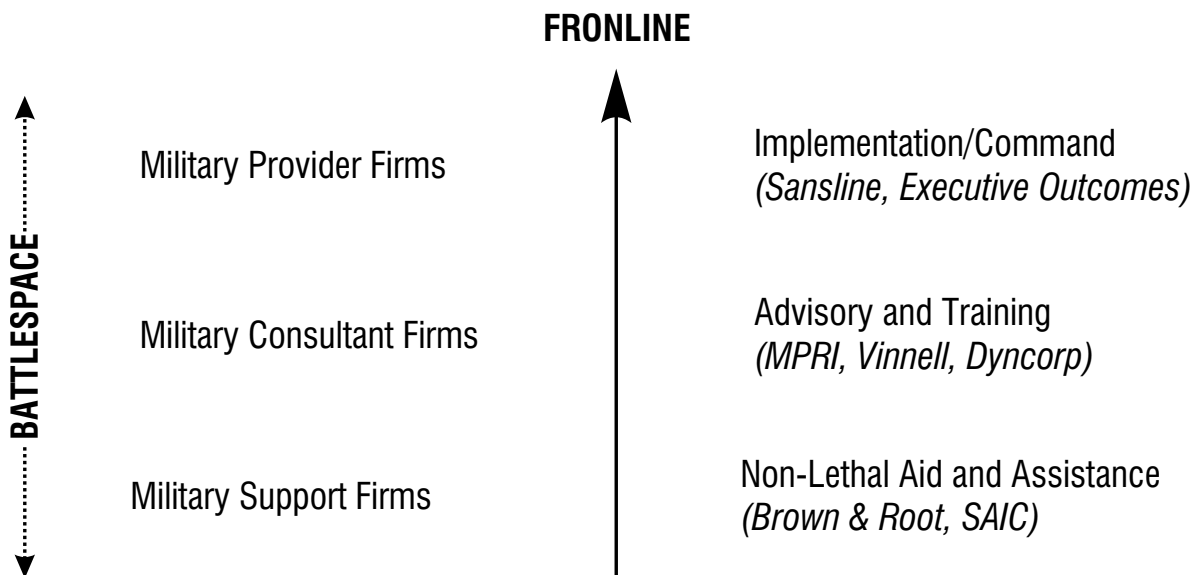 FRONLINE
BATTLESPACE
Military Provider Firms
Implementation/Command
(Sansline, Executive Outcomes)
Military Consultant Firms
Advisory and Training
(MPRI, Vinnell, Dyncorp)
Military Support Firms
Non-Lethal Aid and Assistance
(Brown & Root, SAIC)